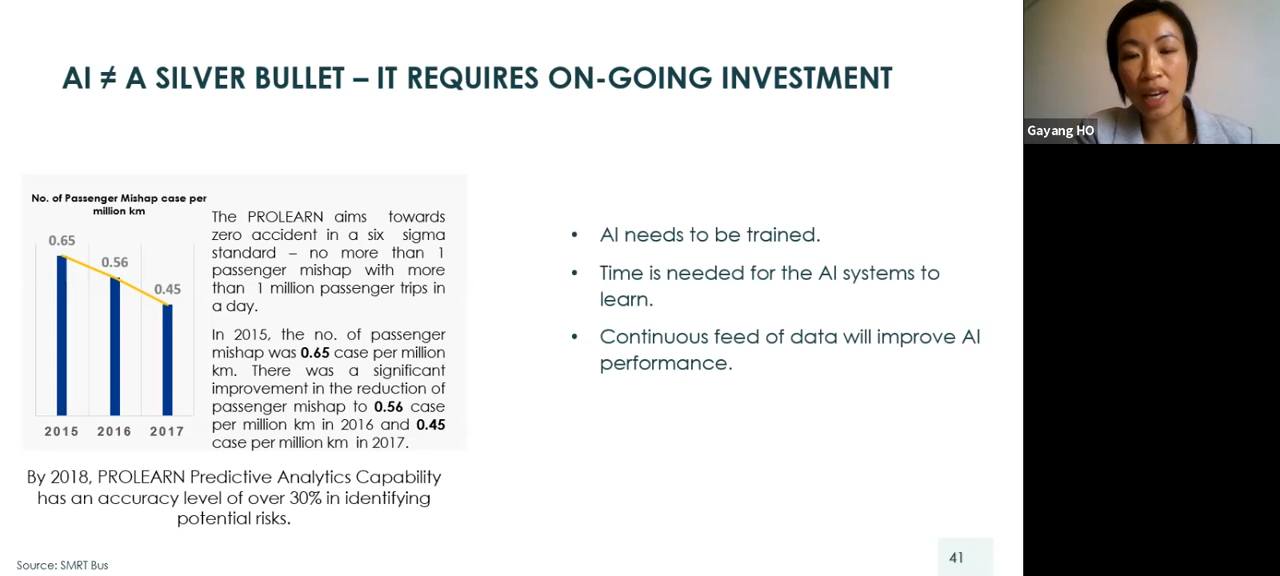 AI ≠ A SILVER BULLET – IT REQUIRES ON-GOING INVESTMENT
Gayang HO
No. of Passenger Mishap case per
million km
0.65
0.56
0.45
2015 2016 2017
The PROLEARN aims towards
zero accident in a six sigma
standard – no more than 1
passenger mishap with more
than 1 million passenger trips in
a day.
In 2015, the no. of passenger
mishap was 0.65 case per million
km. There was a significant
improvement in the reduction of
passenger mishap to 0.56 case
per million km in 2016 and 0.45
case per million km in 2017.
By 2018, PROLEARN Predictive Analytics Capability
has an accuracy level of over 30% in identifying
potential risks.
• AI needs to be trained.
• Time is needed for the AI systems to
learn.
• Continuous feed of data will improve AI
performance.
Source: SMRT Bus
41